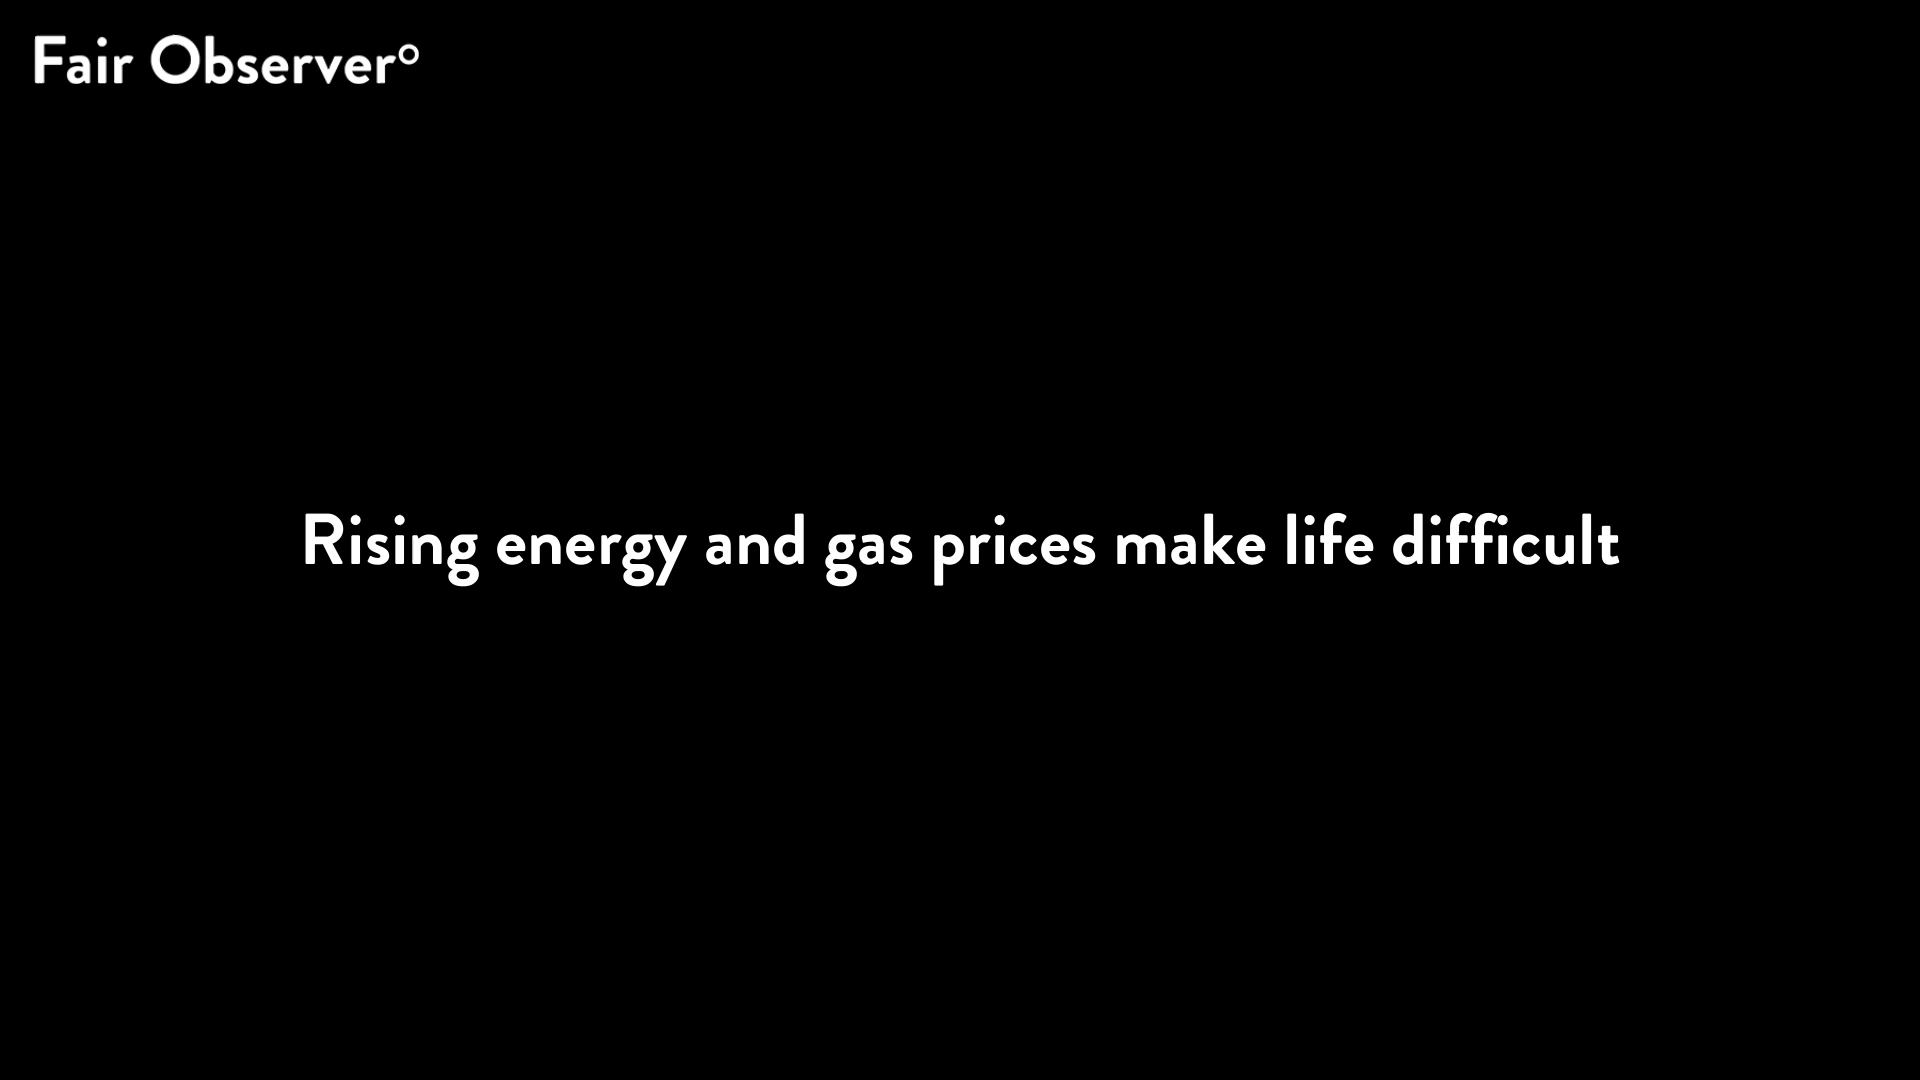 Fair Observer°
Rising energy and gas prices make life difficult